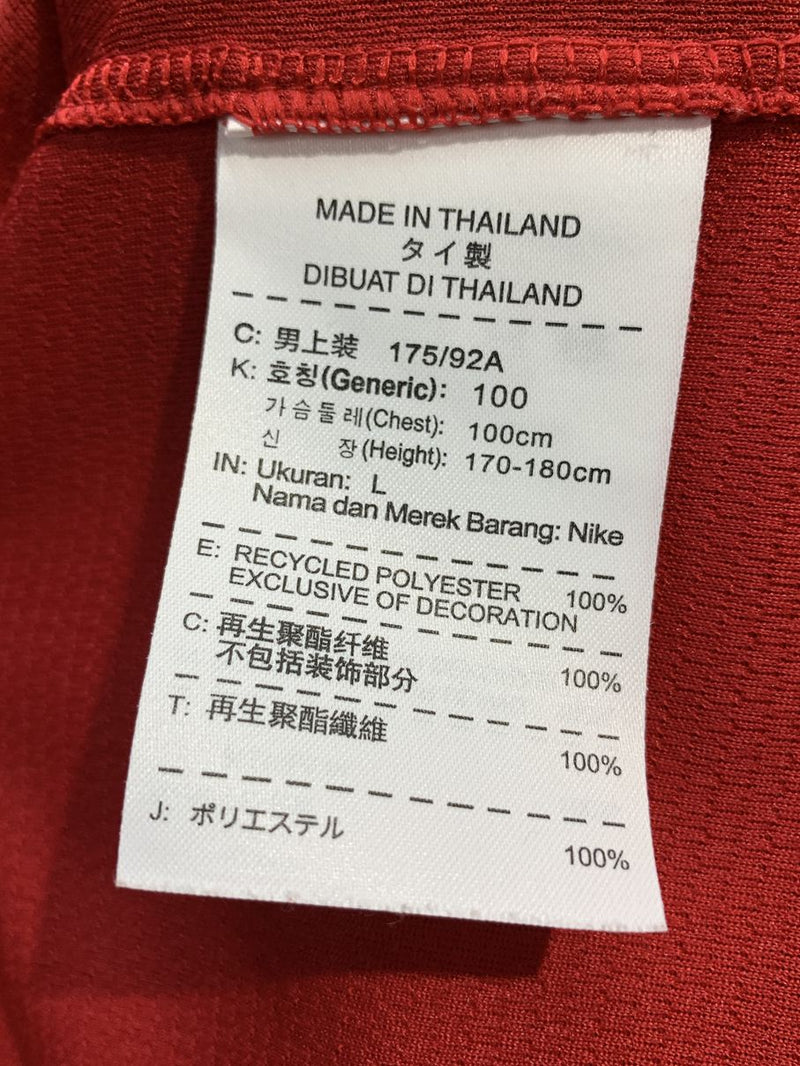 MADE IN THAILAND
タイ製
DIBUAT DI THAILAND
C: 男上装 175/92A
K: 호칭(Generic): 100
가슴둘레(Chest): 100cm
신 장(Height): 170-180cm
IN: Ukuran: L
Nama dan Merek Barang: Nike
E: RECYCLED POLYESTER 100%
EXCLUSIVE OF DECORATION
C: 再生聚酯纤维 100%
不包括装饰部分
T: 再生聚酯纖維 100%
J: ポリエステル 100%